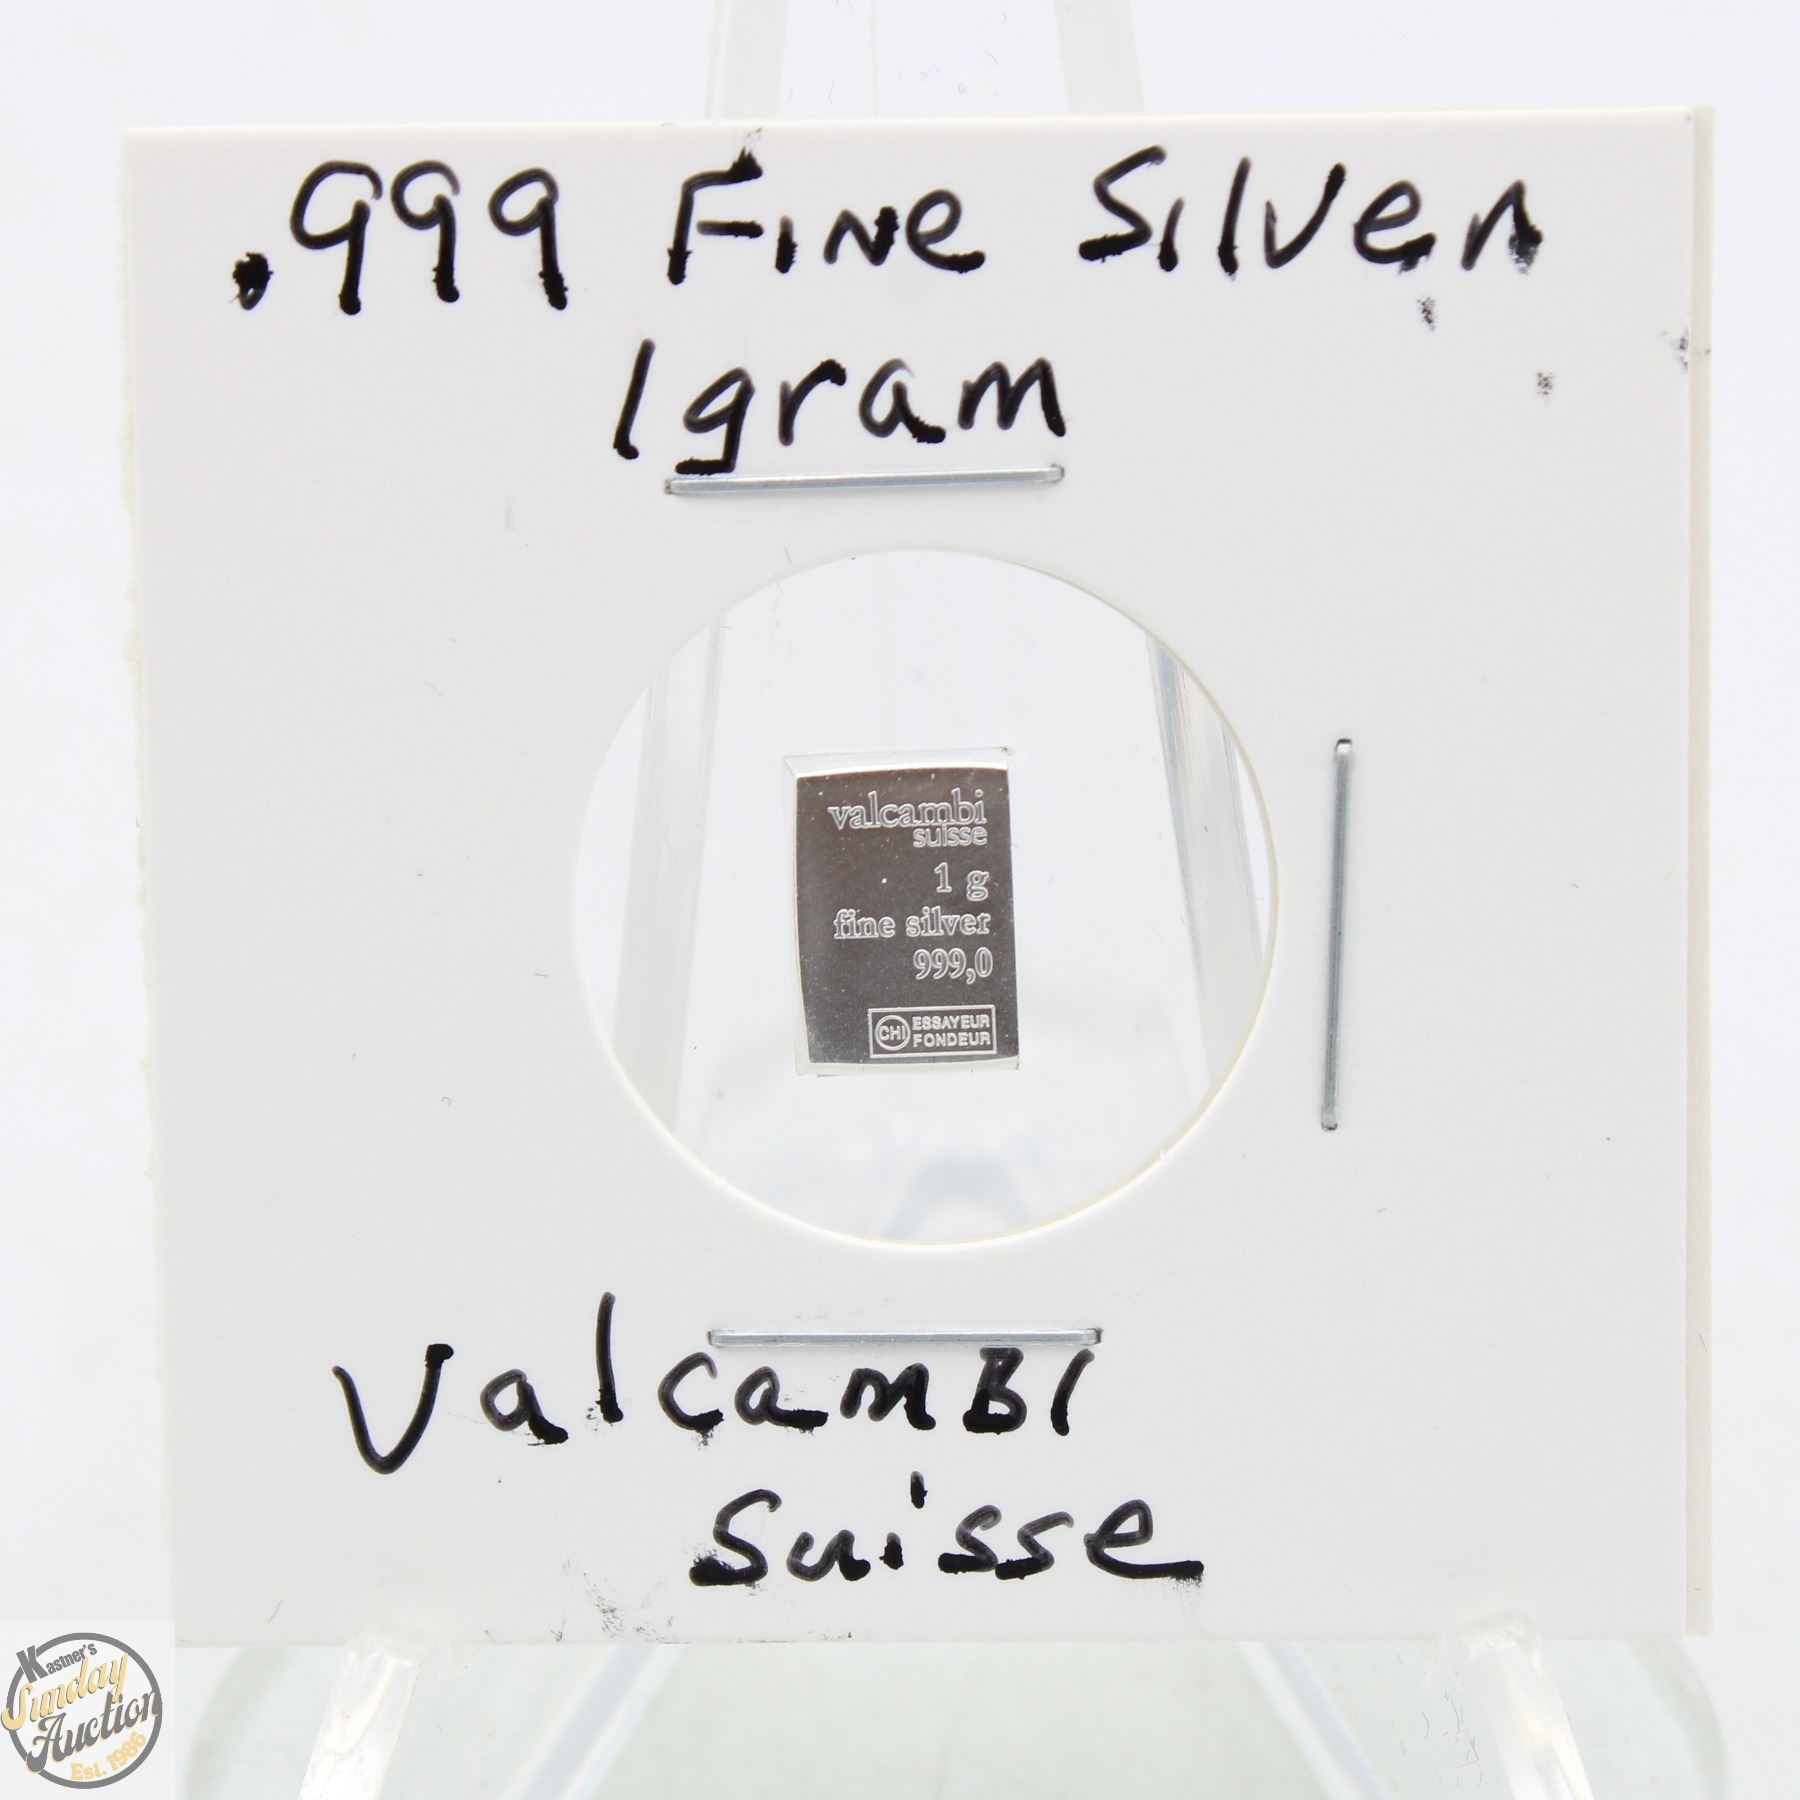 .999 Fine Silver
1gram
valcambi
suisse
1 g
fine silver
999,0
CHI ESSAYEUR
FONDEUR
ValcamBI
Suisse
Kastner's
Sunday
Auction
Est. 1986